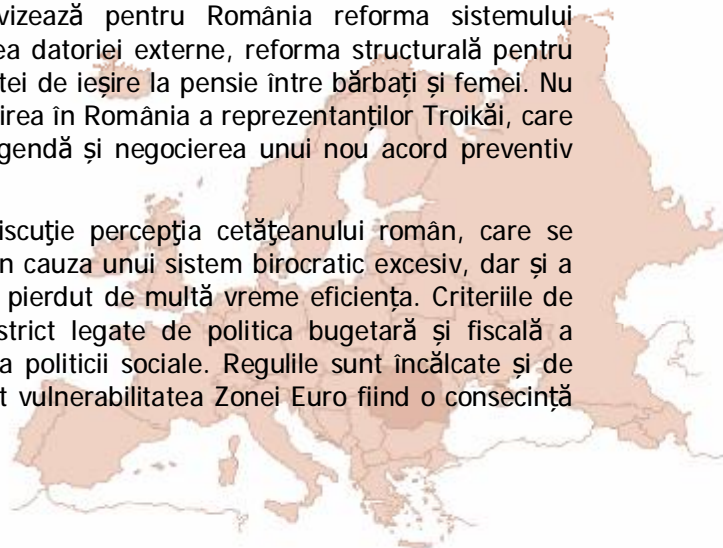 vizează pentru România reforma sistemului
ea datoriei externe, reforma structurală pentru
tei de ieșire la pensie între bărbați și femei. Nu
irea în România a reprezentanților Troikăi, care
gendă și negocierea unui nou acord preventiv
iscuţie percepţia cetăţeanului român, care se
n cauza unui sistem birocratic excesiv, dar și a
pierdut de multă vreme eficiența. Criteriile de
strict legate de politica bugetară și fiscală a
a politicii sociale. Regulile sunt încălcate și de
t vulnerabilitatea Zonei Euro fiind o consecință